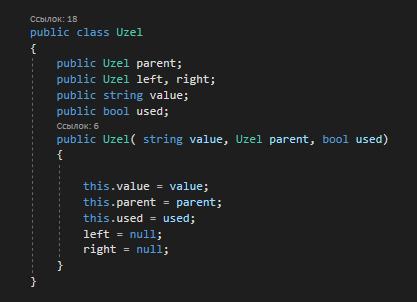 Ссылок: 18
public class Uzel
{
public Uzel parent;
public Uzel left, right;
public string value;
public bool used;
Ссылок: 6
public Uzel( string value, Uzel parent, bool used)
{
this.value = value;
this.parent = parent;
this.used = used;
left = null;
right = null;
}
}